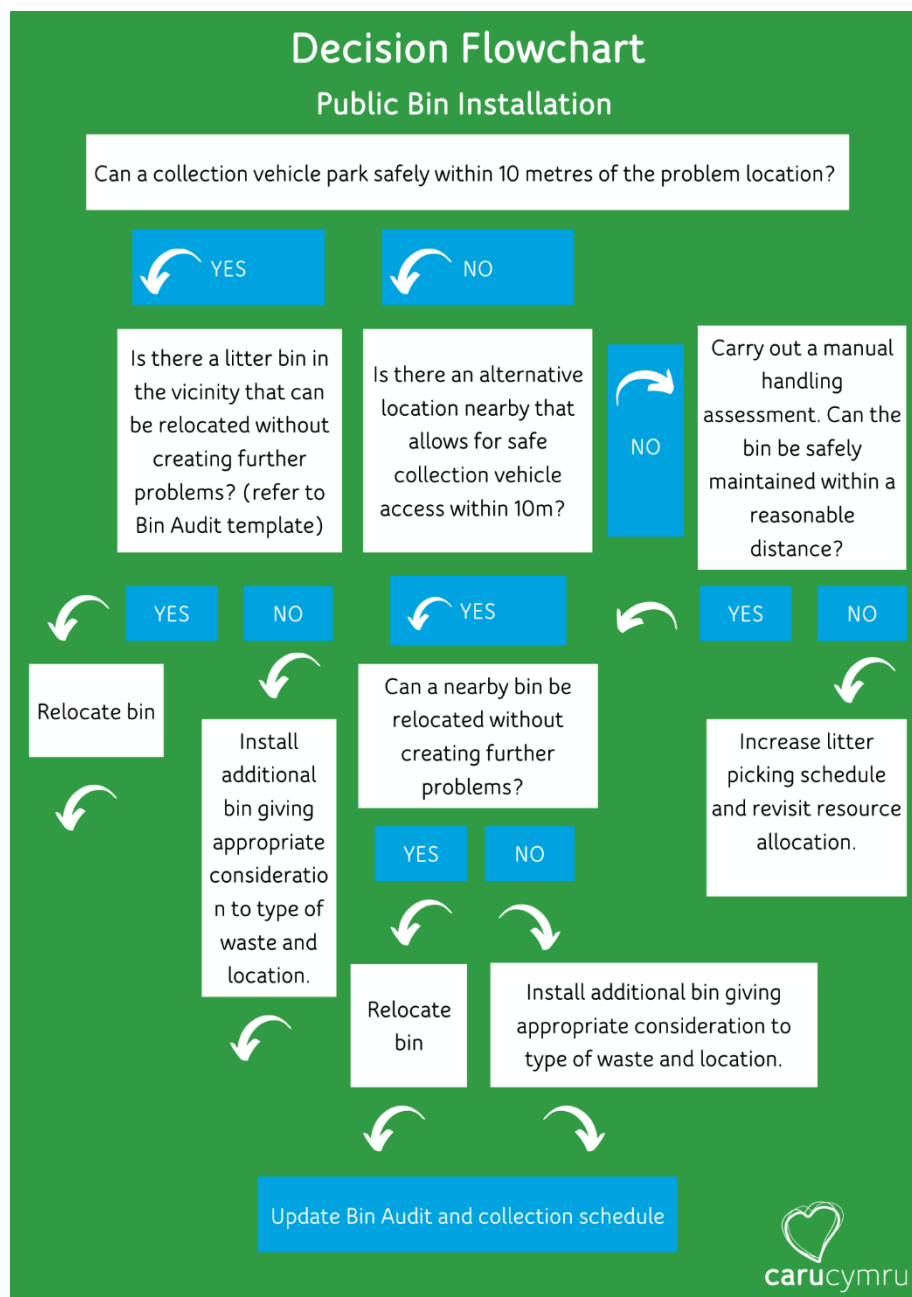 Decision Flowchart
Public Bin Installation
Can a collection vehicle park safely within 10 metres of the problem location?
YES
NO
Is there a litter bin in
the vicinity that can
be relocated without
creating further
problems? (refer to
Bin Audit template)
Is there an alternative
location nearby that
allows for safe
collection vehicle
access within 10m?
NO
Carry out a manual
handling
assessment. Can the
bin be safely
maintained within a
reasonable
distance?
YES
NO
YES
YES
NO
Relocate bin
Install
additional
bin giving
appropriate
consideratio
n to type of
waste and
location.
Can a nearby bin be
relocated without
creating further
problems?
Increase litter
picking schedule
and revisit resource
allocation.
YES
NO
Relocate
bin
Install additional bin giving
appropriate consideration to
type of waste and location.
Update Bin Audit and collection schedule
carucymru